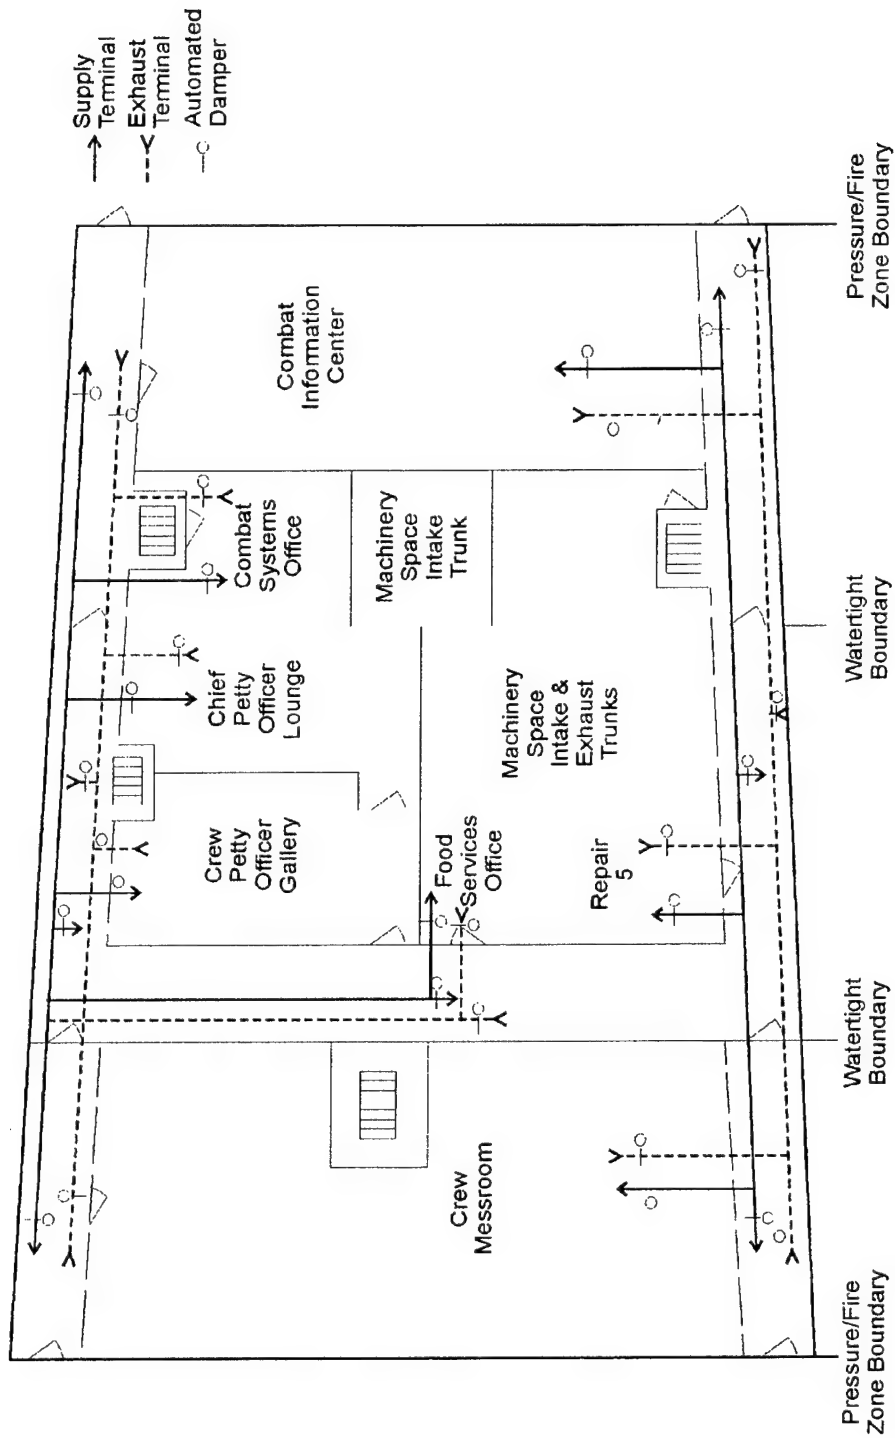 Supply
Terminal
Exhaust
Terminal
Automated
Damper
Combat
Information
Center
Combat
Systems
Office
Machinery
Space
Intake
Trunk
Chief
Petty
Officer
Lounge
Machinery
Space
Intake &
Exhaust
Trunks
Crew
Petty
Officer
Gallery
Food
Services
Office
Repair
5
Crew
Messroom
Pressure/Fire
Zone Boundary
Watertight
Boundary
Watertight
Boundary
Pressure/Fire
Zone Boundary